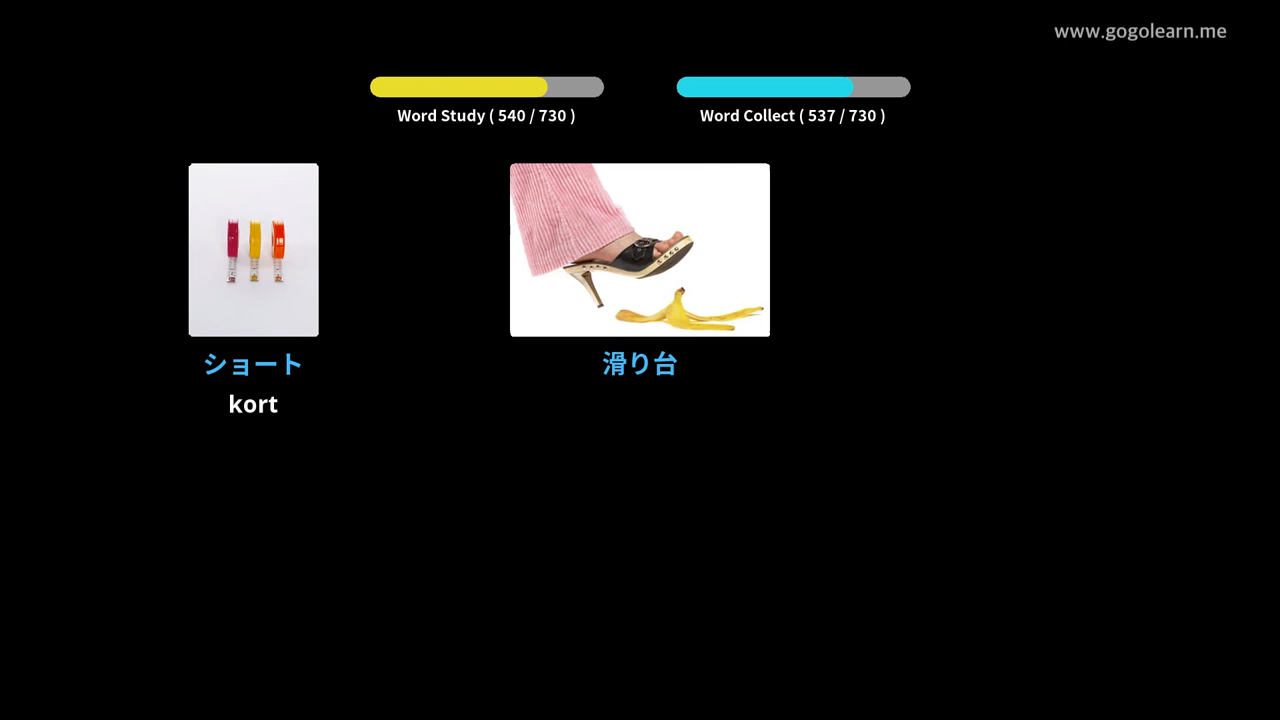 www.gogolearn.me
Word Study ( 540 / 730 )
Word Collect ( 537 / 730 )
ショート
kort
滑り台